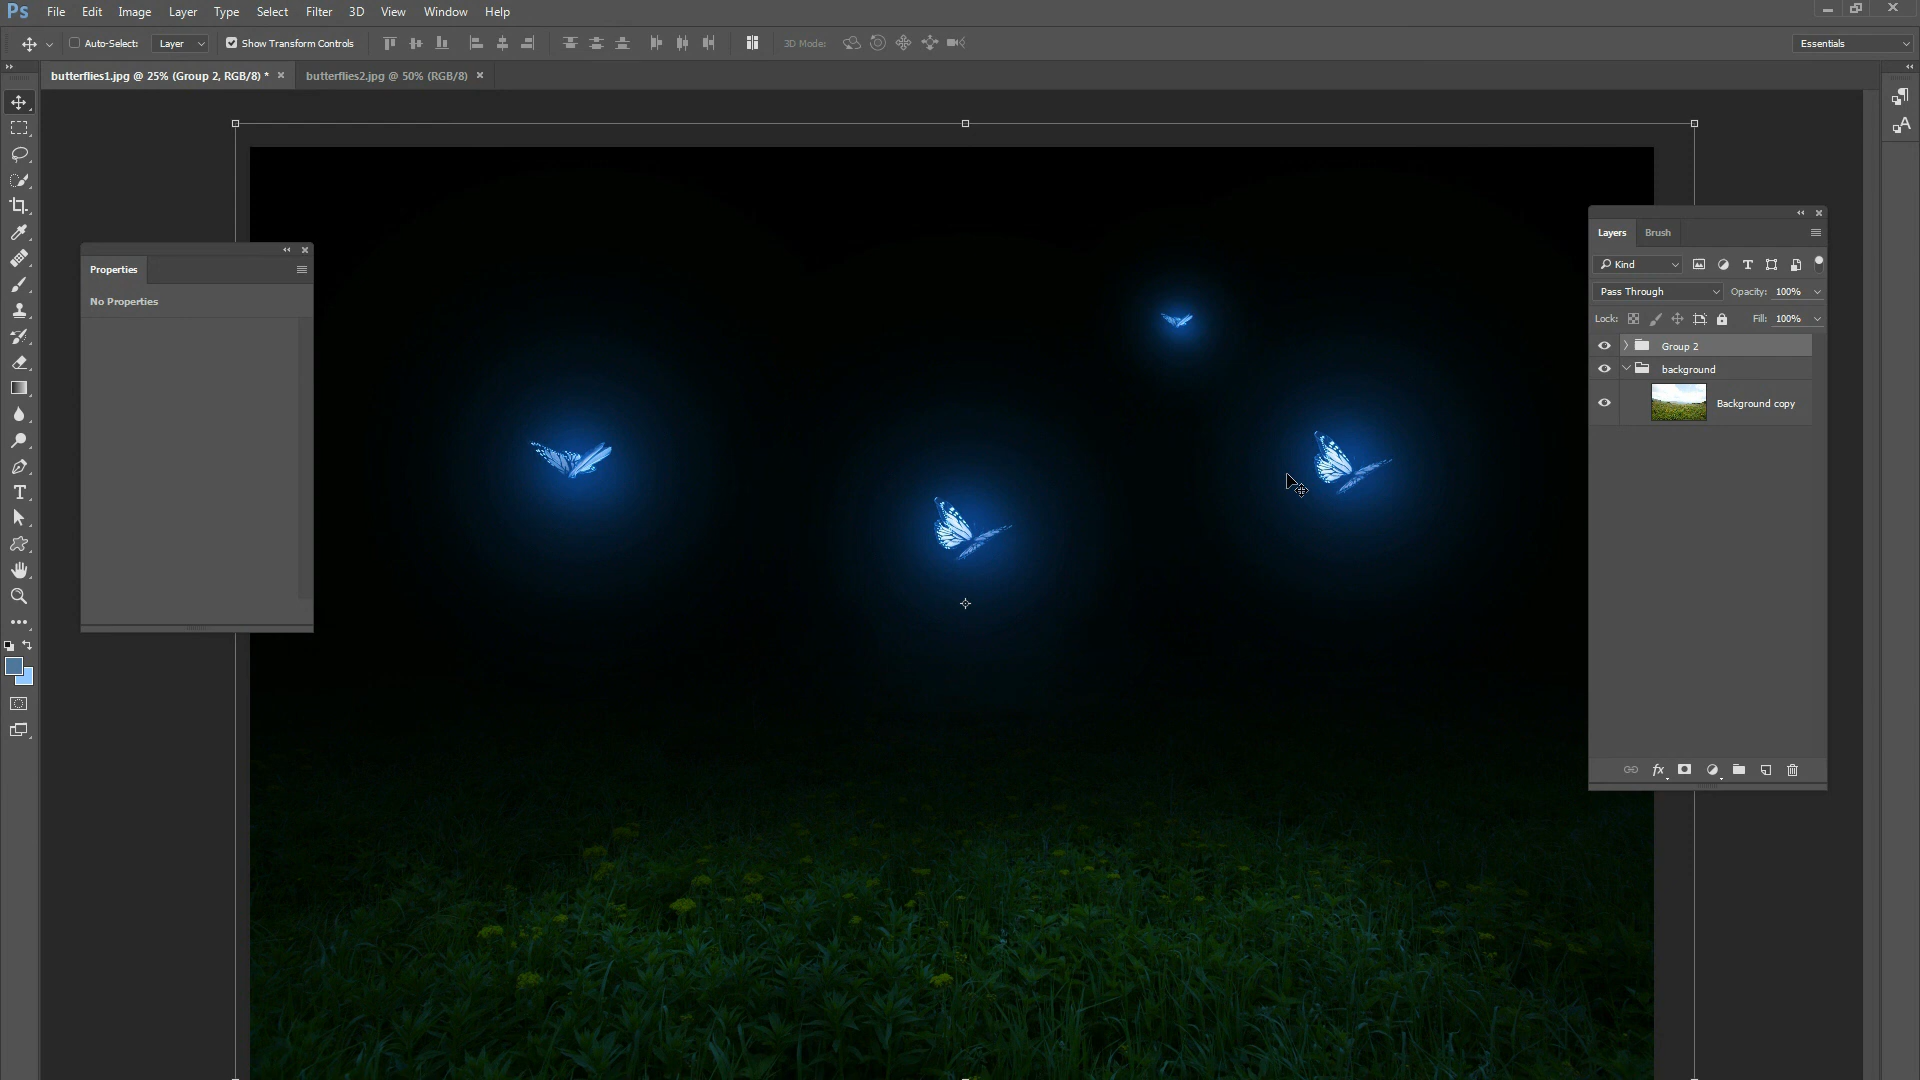 Ps File Edit Image Layer Type Select Filter 3D View Window Help
Auto-Select: Layer Show Transform Controls 3D Mode: Essentials
butterflies1.jpg @ 25% (Group 2, RGB/8) * butterflies2.jpg @ 50% (RGB/8)
Properties
No Properties
Layers Brush
Kind
Pass Through Opacity: 100%
Lock: Fill: 100%
Group 2
background
Background copy
fx